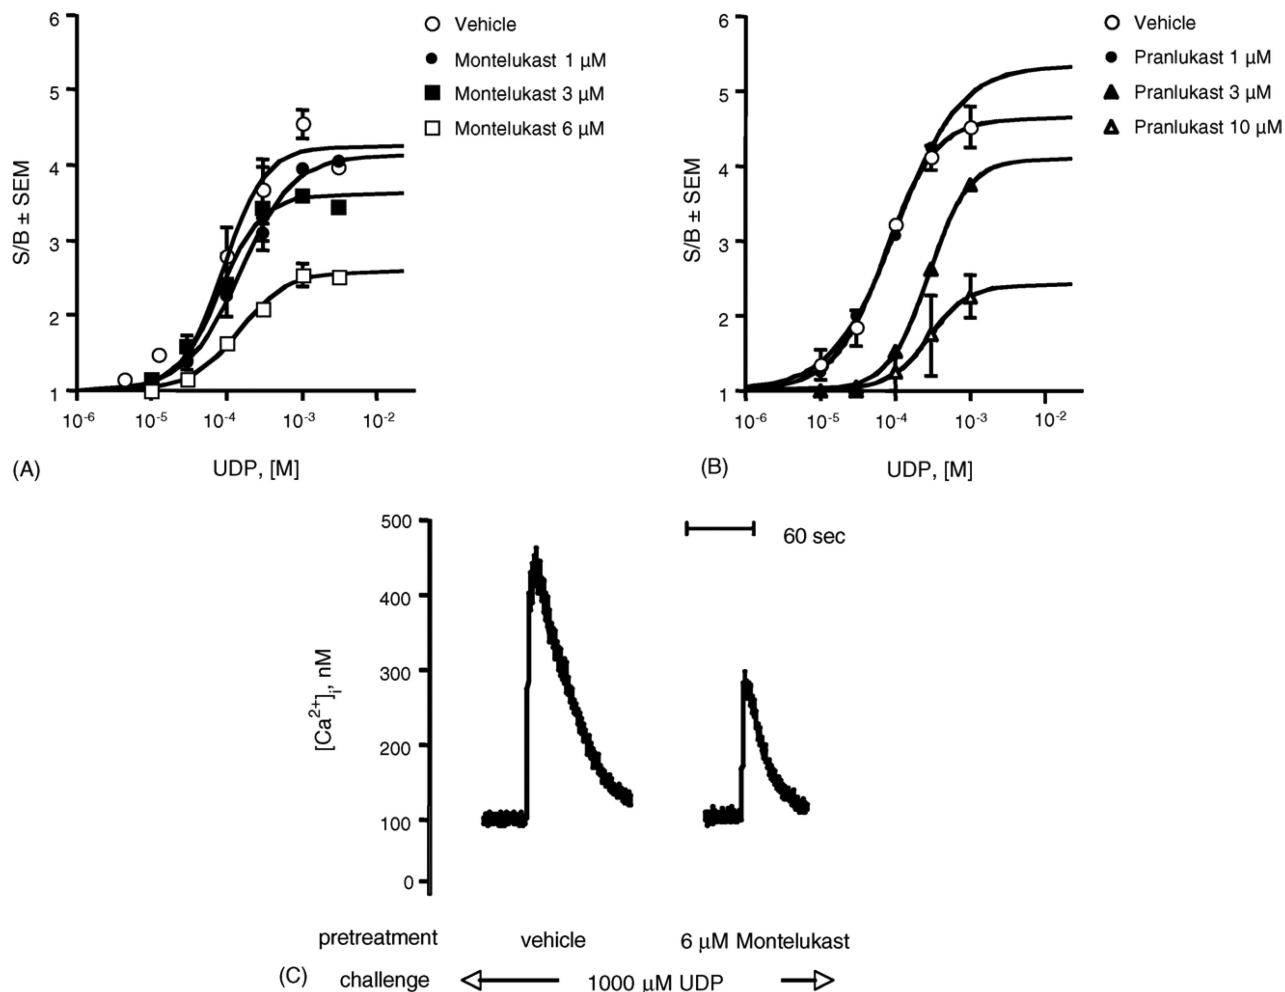 6
5
4
3
2
1
S/B ± SEM
10⁻⁶
10⁻⁵
10⁻⁴
10⁻³
10⁻²
UDP, [M]
(A)
Vehicle
Montelukast 1 µM
Montelukast 3 µM
Montelukast 6 µM
6
5
4
3
2
1
S/B ± SEM
10⁻⁶
10⁻⁵
10⁻⁴
10⁻³
10⁻²
UDP, [M]
(B)
Vehicle
Pranlukast 1 µM
Pranlukast 3 µM
Pranlukast 10 µM
500
400
300
200
100
0
[Ca²⁺]ᵢ, nM
60 sec
pretreatment vehicle 6 µM Montelukast
(C) challenge 1000 µM UDP